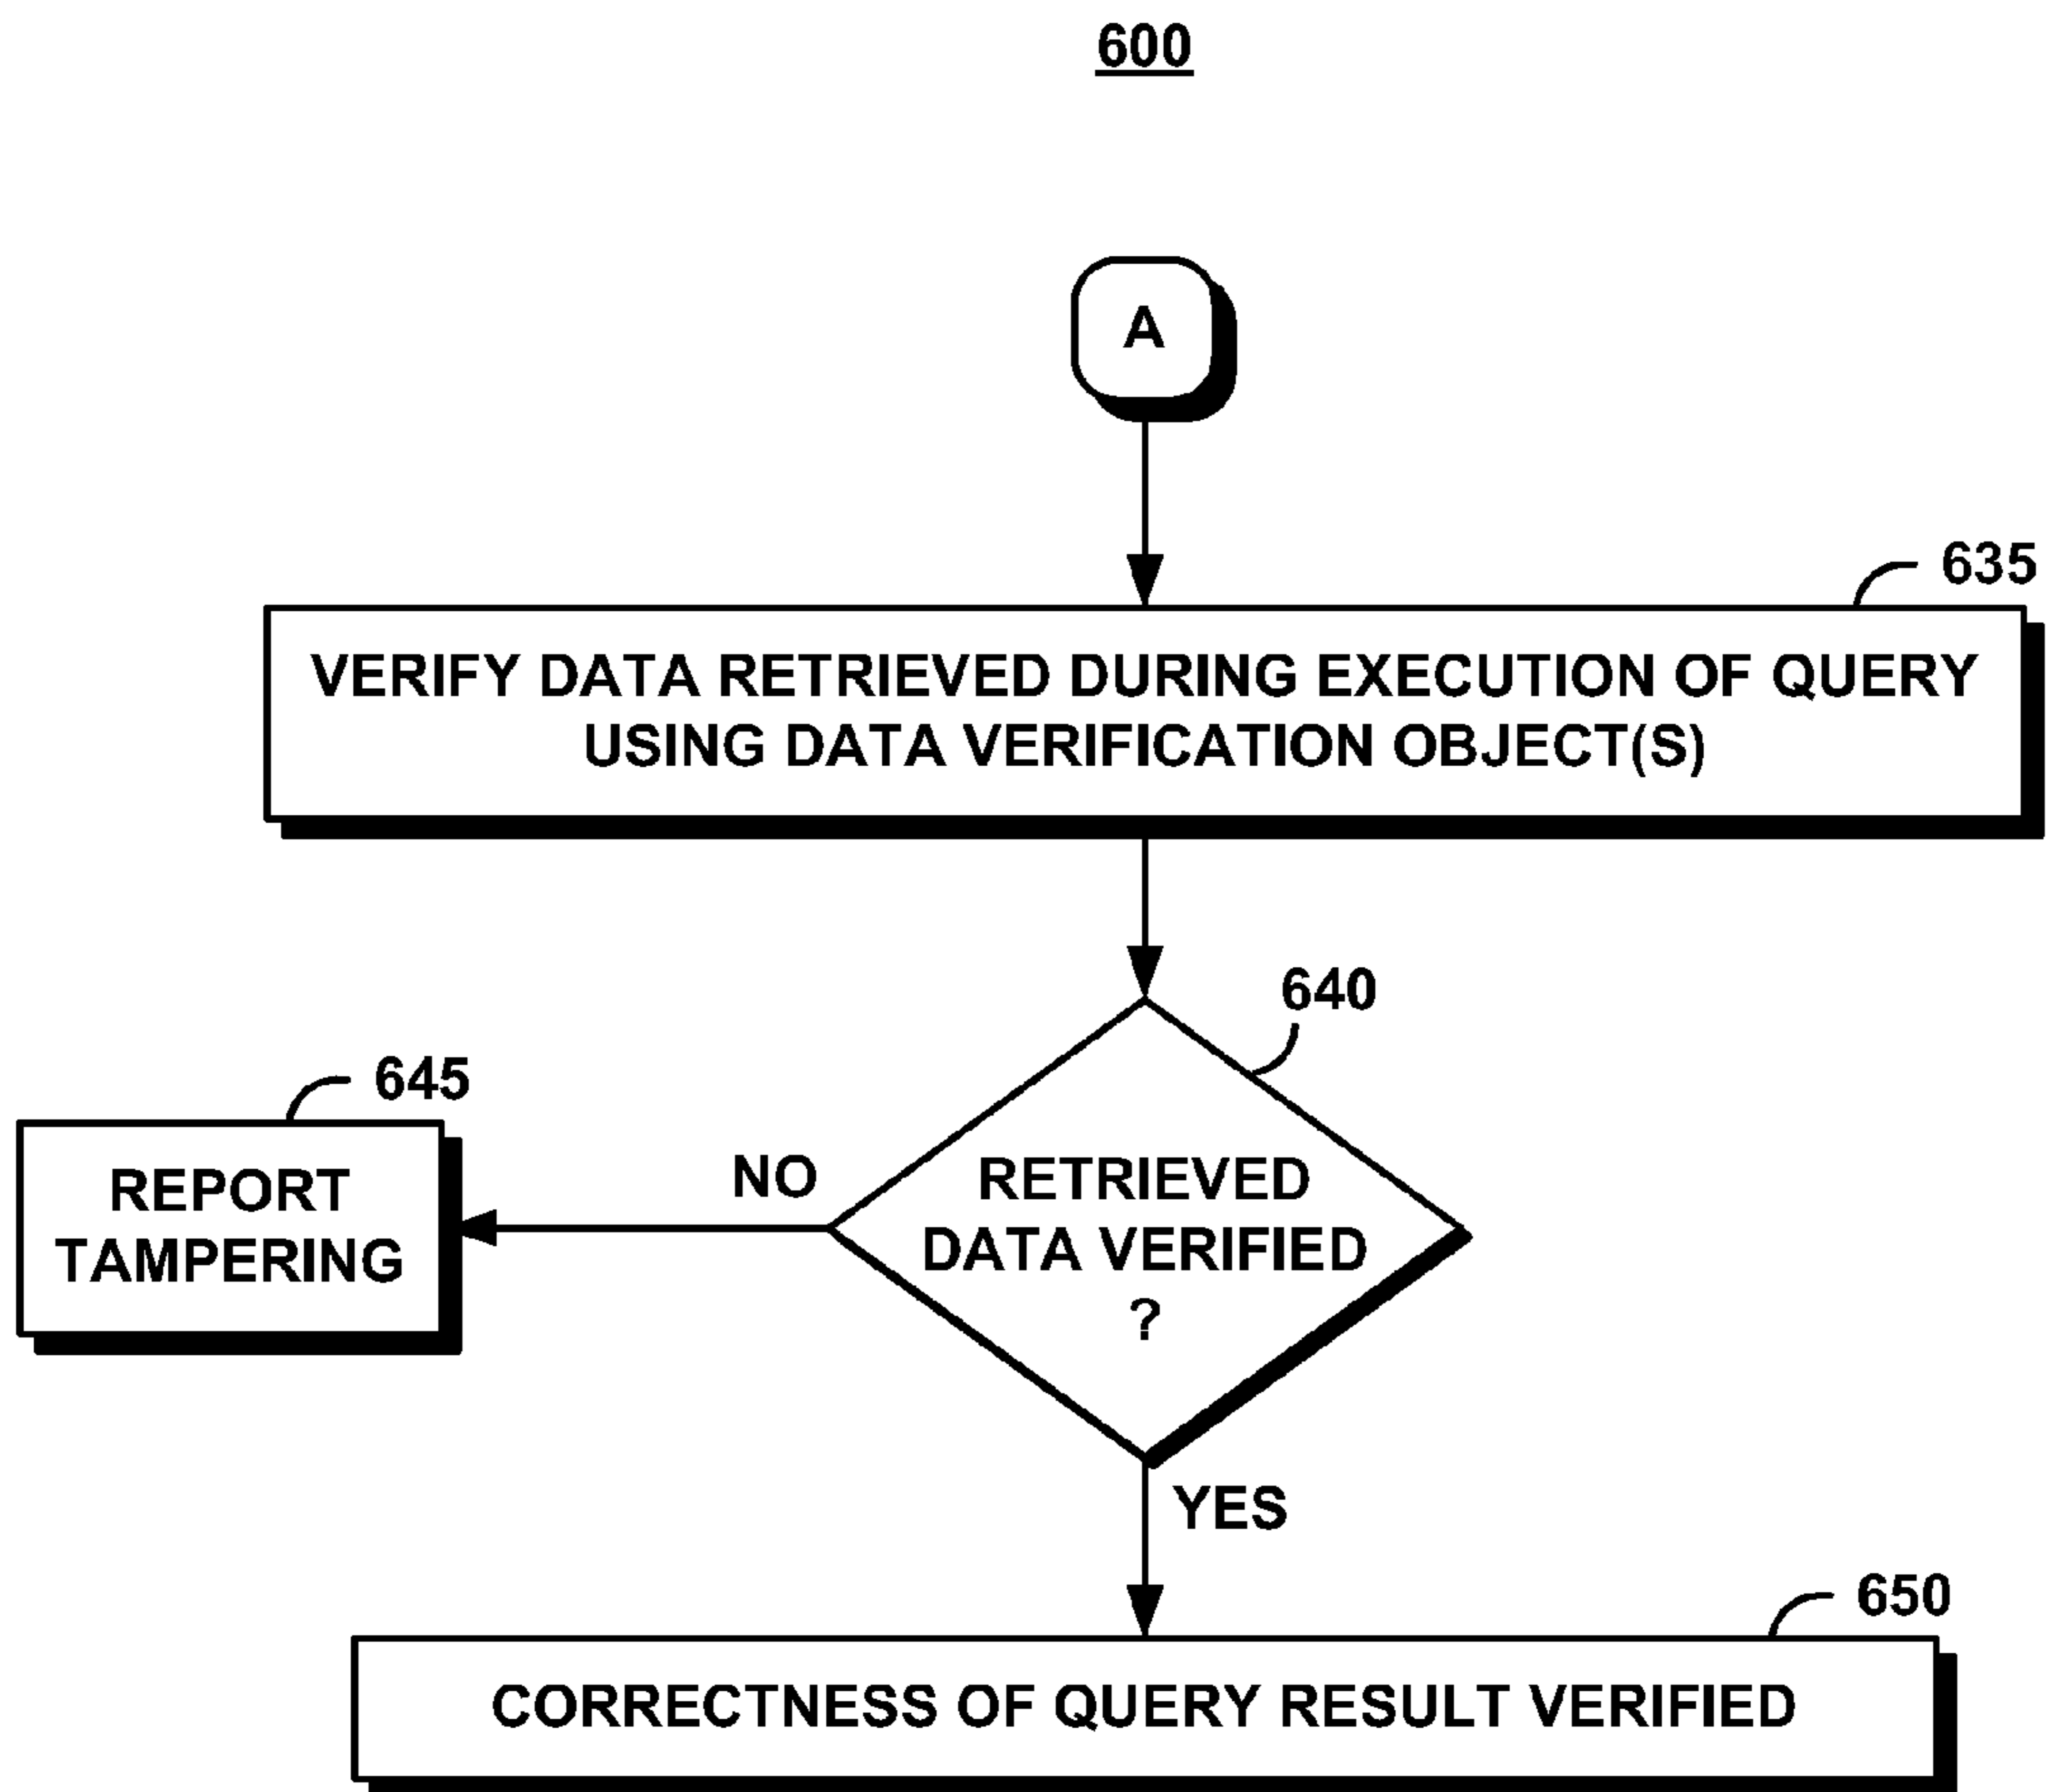 600
A
635
VERIFY DATA RETRIEVED DURING EXECUTION OF QUERY
USING DATA VERIFICATION OBJECT(S)
640
645
REPORT
TAMPERING
NO
RETRIEVED
DATA VERIFIED
?
YES
650
CORRECTNESS OF QUERY RESULT VERIFIED